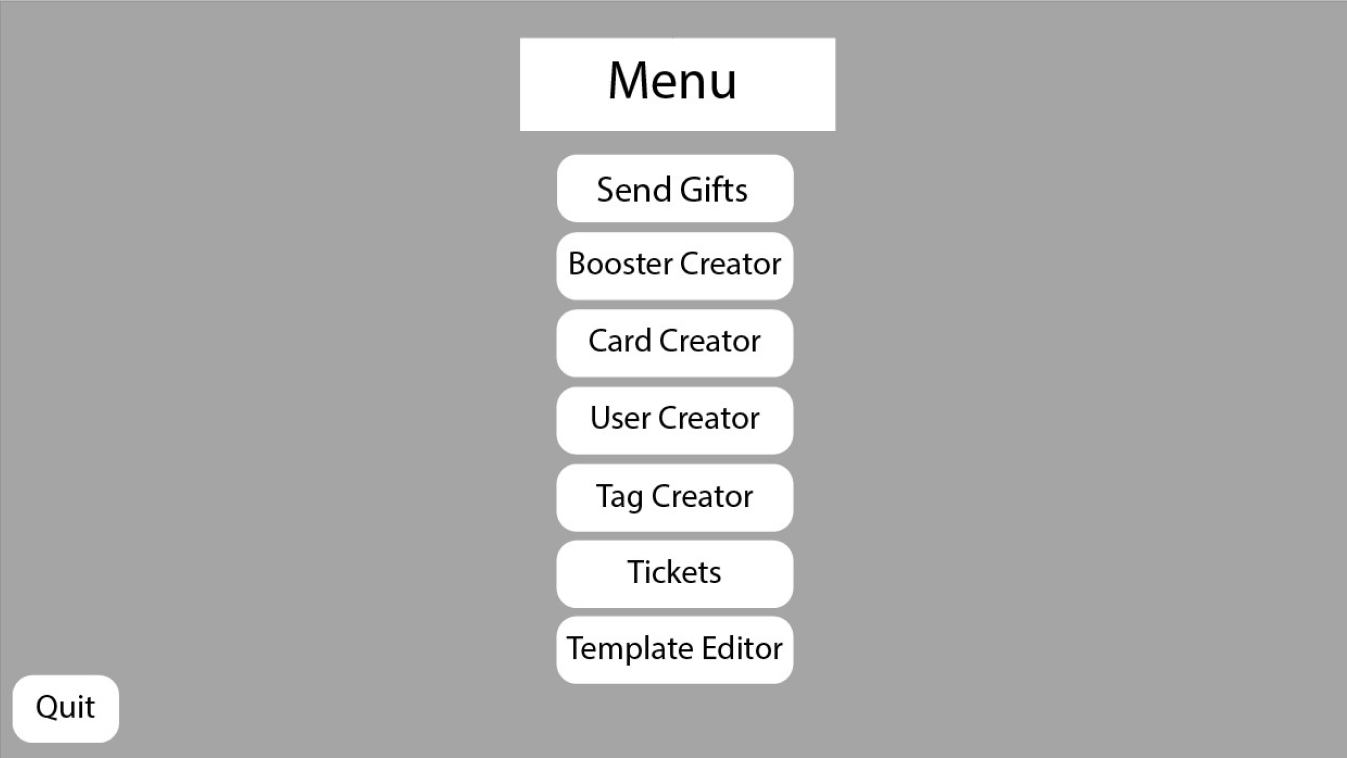 Menu
Send Gifts
Booster Creator
Card Creator
User Creator
Tag Creator
Tickets
Template Editor
Quit